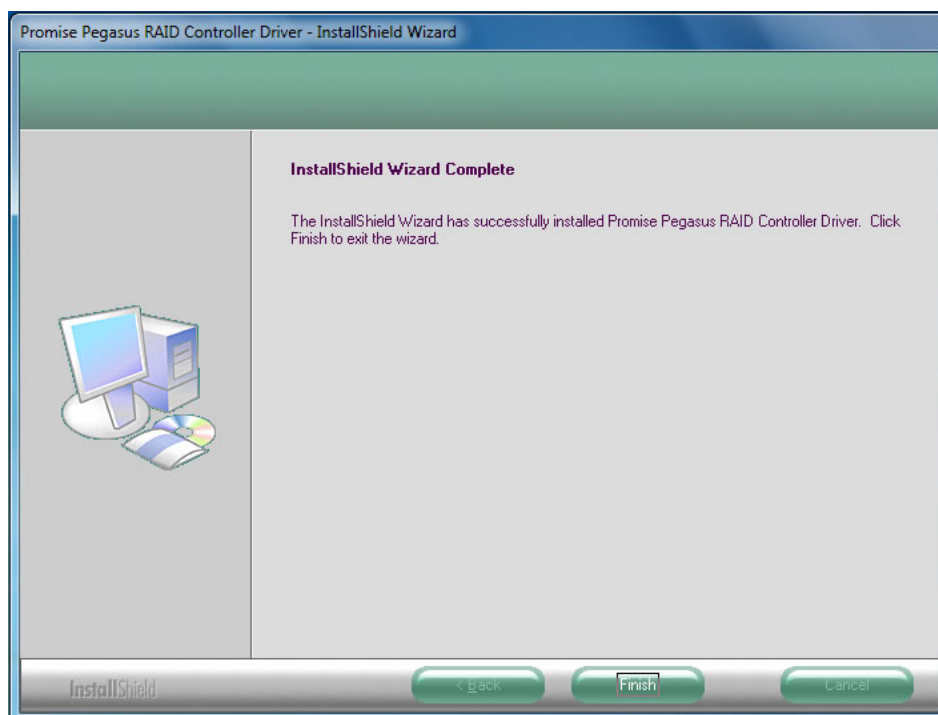 Promise Pegasus RAID Controller Driver - InstallShield Wizard
InstallShield Wizard Complete
The InstallShield Wizard has successfully installed Promise Pegasus RAID Controller Driver. Click
Finish to exit the wizard.
InstallShield
< Back
Finish
Cancel